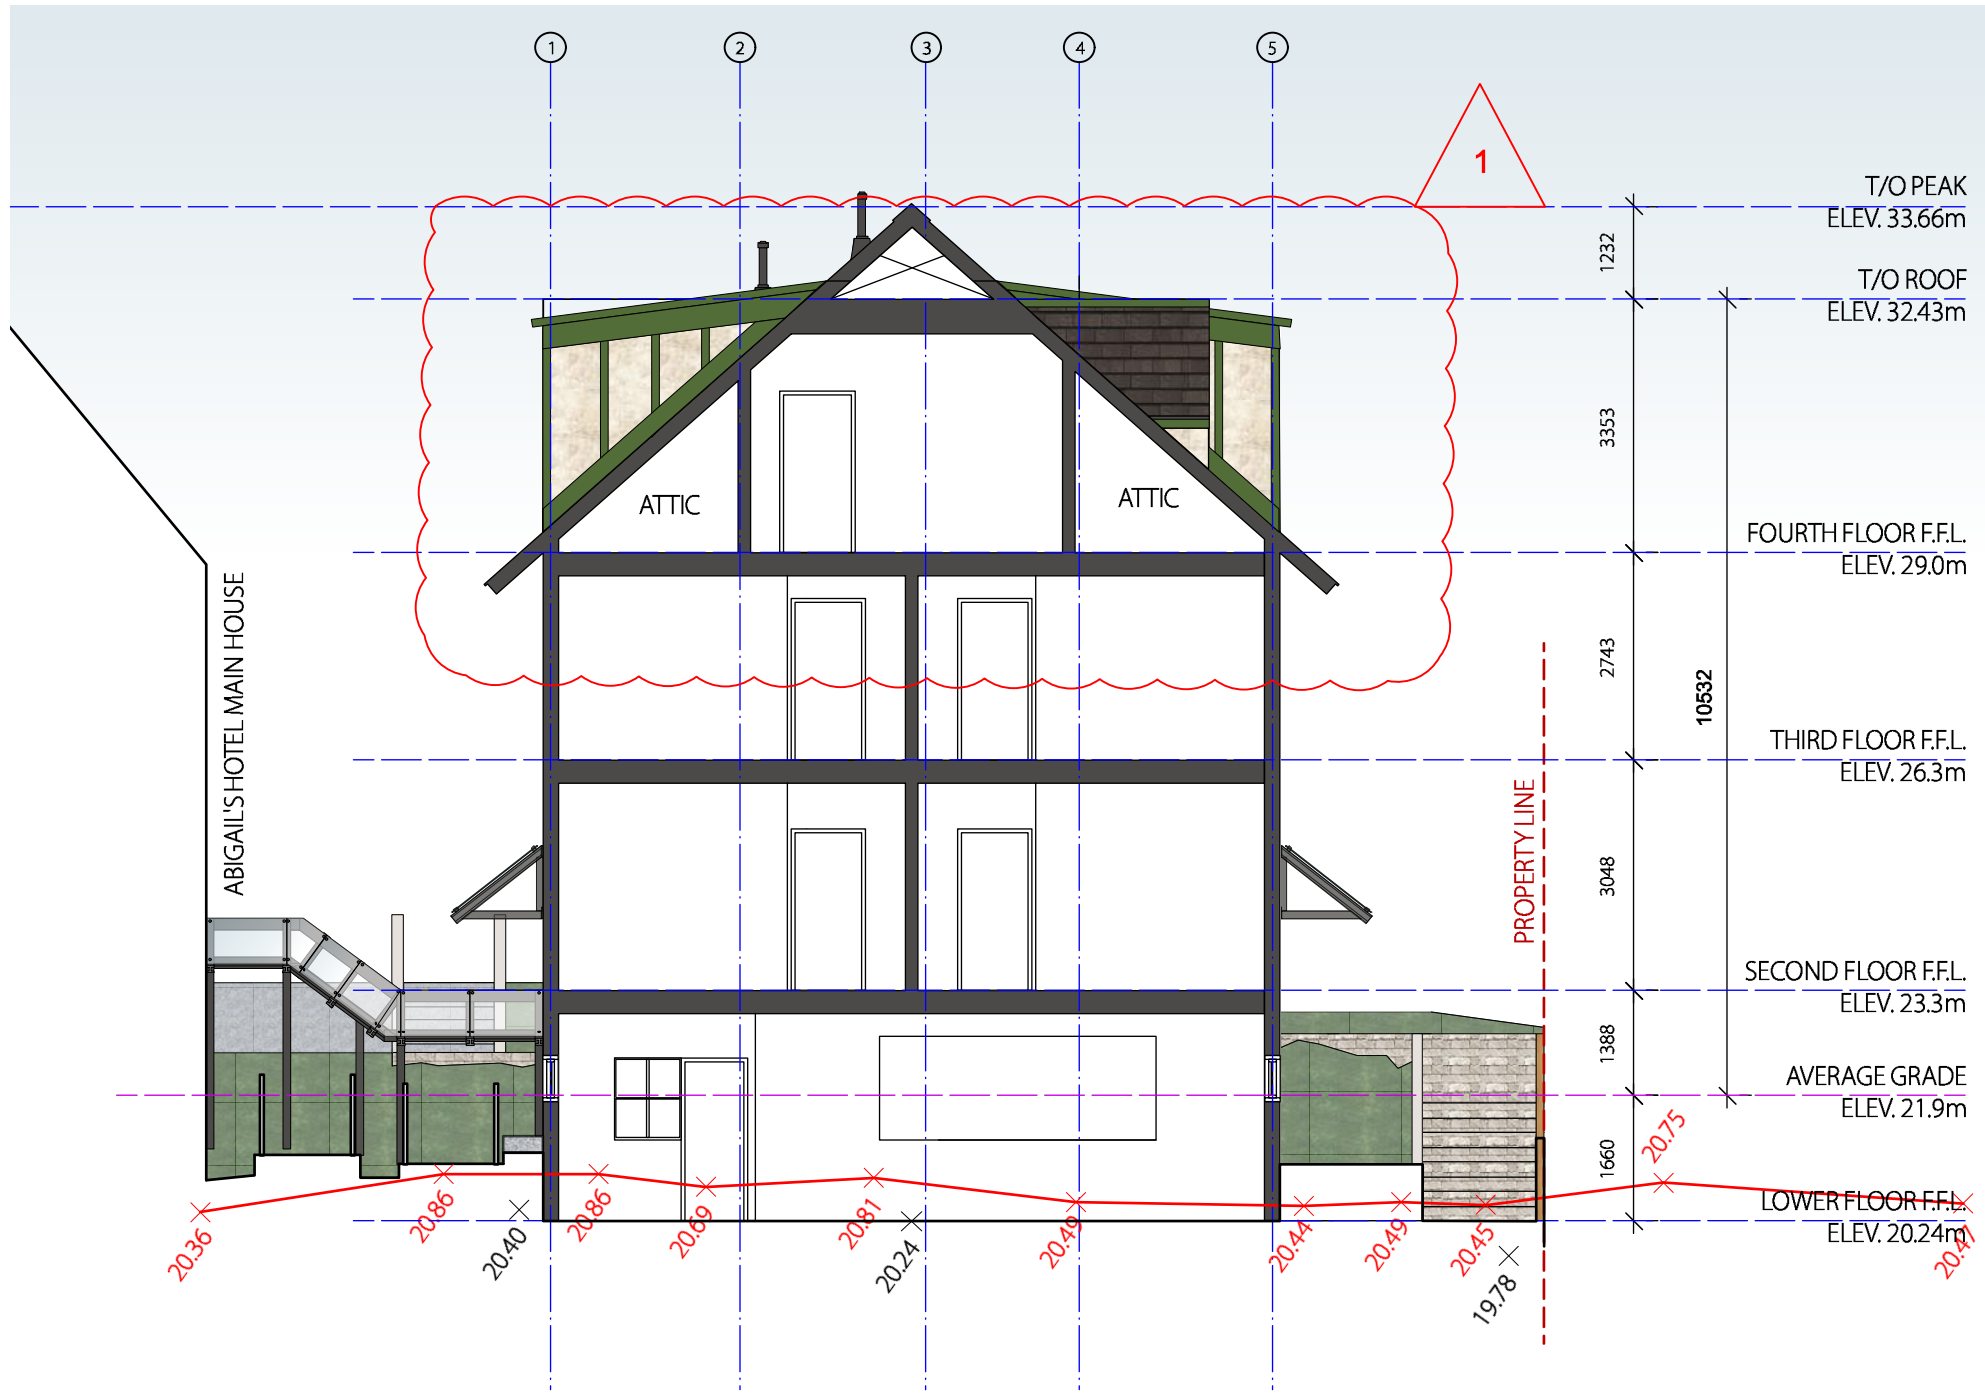 1
2
3
4
5
1
T/O PEAK
ELEV. 33.66m
1232
T/O ROOF
ELEV. 32.43m
3353
ATTIC
ATTIC
FOURTH FLOOR F.F.L.
ELEV. 29.0m
ABIGAIL'S HOTEL MAIN HOUSE
2743
10532
THIRD FLOOR F.F.L.
ELEV. 26.3m
PROPERTY LINE
3048
SECOND FLOOR F.F.L.
ELEV. 23.3m
1388
AVERAGE GRADE
ELEV. 21.9m
1660
20.75
LOWER FLOOR F.F.L.
ELEV. 20.24m
20.36
20.86
20.40
20.86
20.69
20.81
20.24
20.49
20.44
20.49
20.45
19.78
20.47